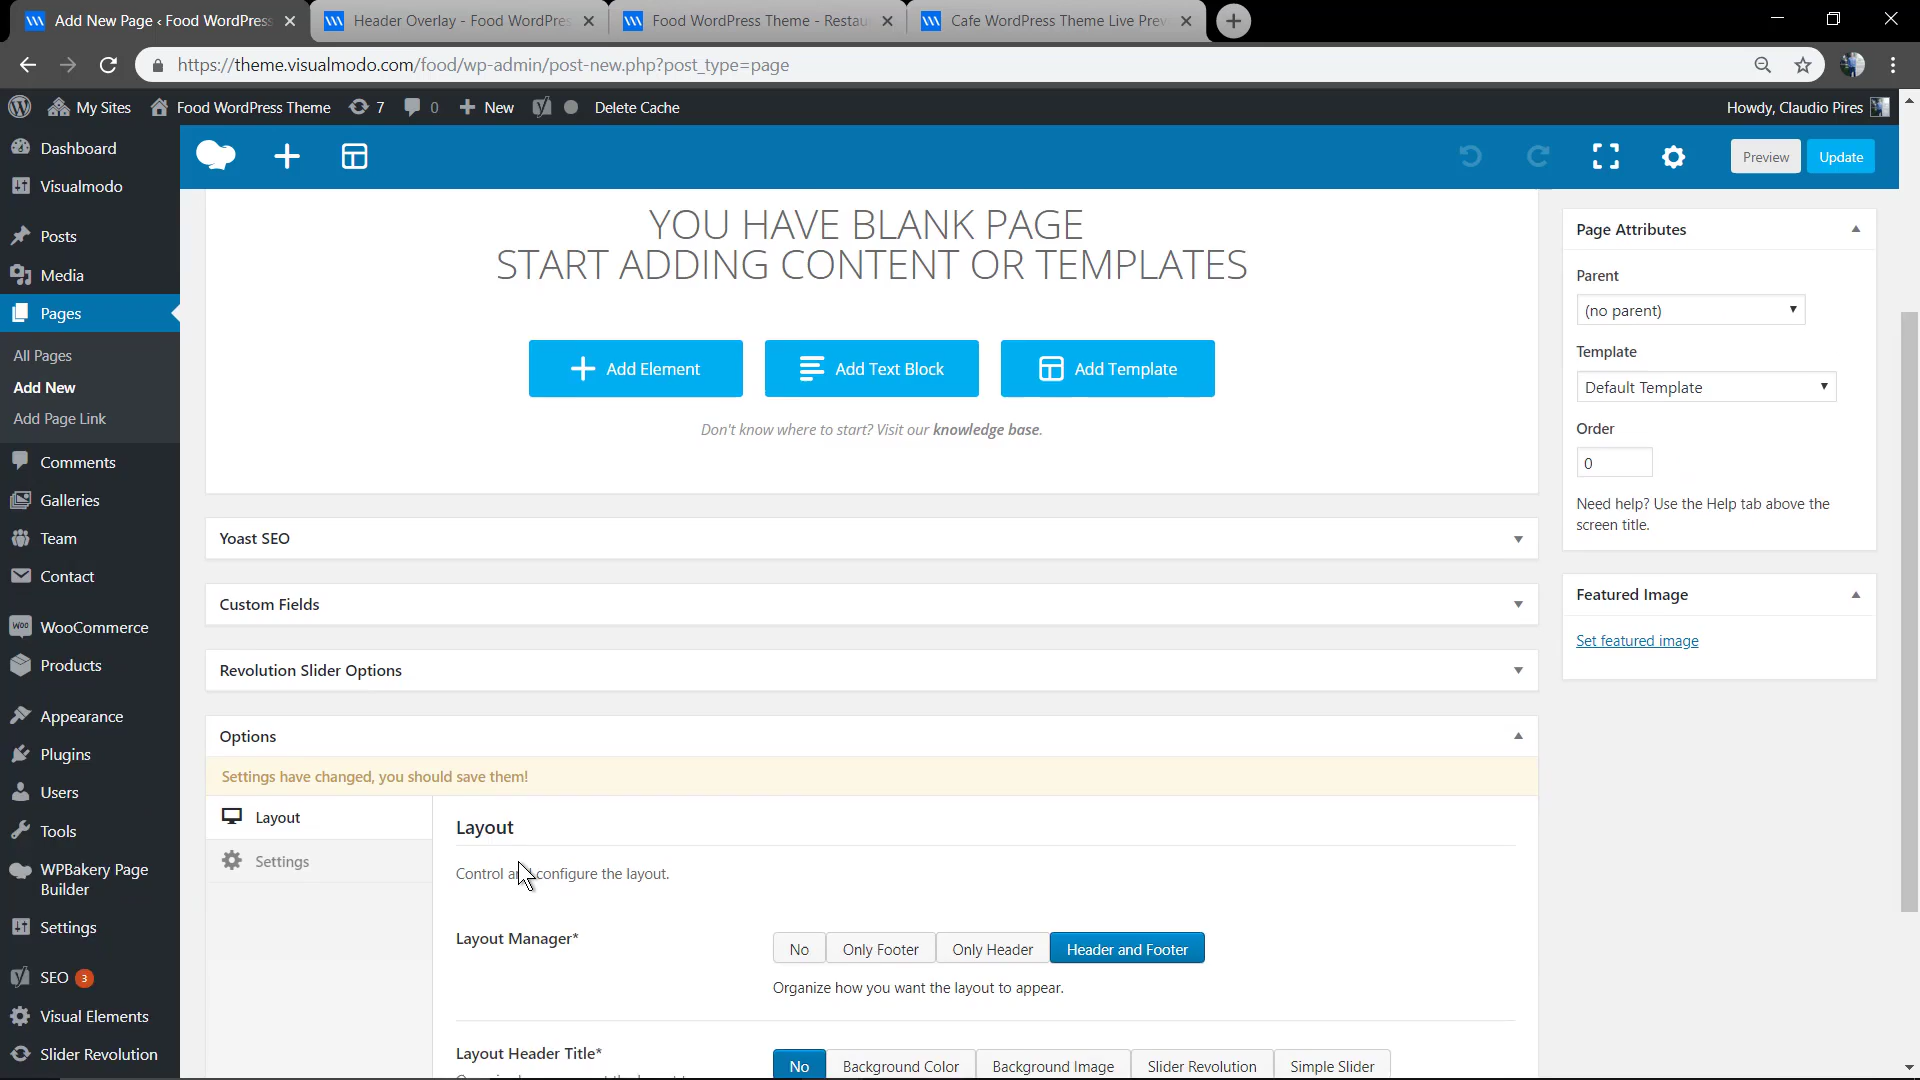 Add New Page ‹ Food WordPress
Header Overlay - Food WordPres
Food WordPress Theme - Restau
Cafe WordPress Theme Live Prev
https://theme.visualmodo.com/food/wp-admin/post-new.php?post_type=page
My Sites
Food WordPress Theme
7
0
New
Delete Cache
Howdy, Claudio Pires
Dashboard
Visualmodo
Posts
Media
Pages
All Pages
Add New
Add Page Link
Comments
Galleries
Team
Contact
WooCommerce
Products
Appearance
Plugins
Users
Tools
WPBakery Page
Builder
Settings
SEO 3
Visual Elements
Slider Revolution
Preview
Update
YOU HAVE BLANK PAGE
START ADDING CONTENT OR TEMPLATES
Add Element
Add Text Block
Add Template
Don't know where to start? Visit our knowledge base.
Yoast SEO
Custom Fields
Revolution Slider Options
Options
Settings have changed, you should save them!
Layout
Settings
Layout
Control and configure the layout.
Layout Manager*
No
Only Footer
Only Header
Header and Footer
Organize how you want the layout to appear.
Layout Header Title*
No
Background Color
Background Image
Slider Revolution
Simple Slider
Page Attributes
Parent
(no parent)
Template
Default Template
Order
0
Need help? Use the Help tab above the
screen title.
Featured Image
Set featured image